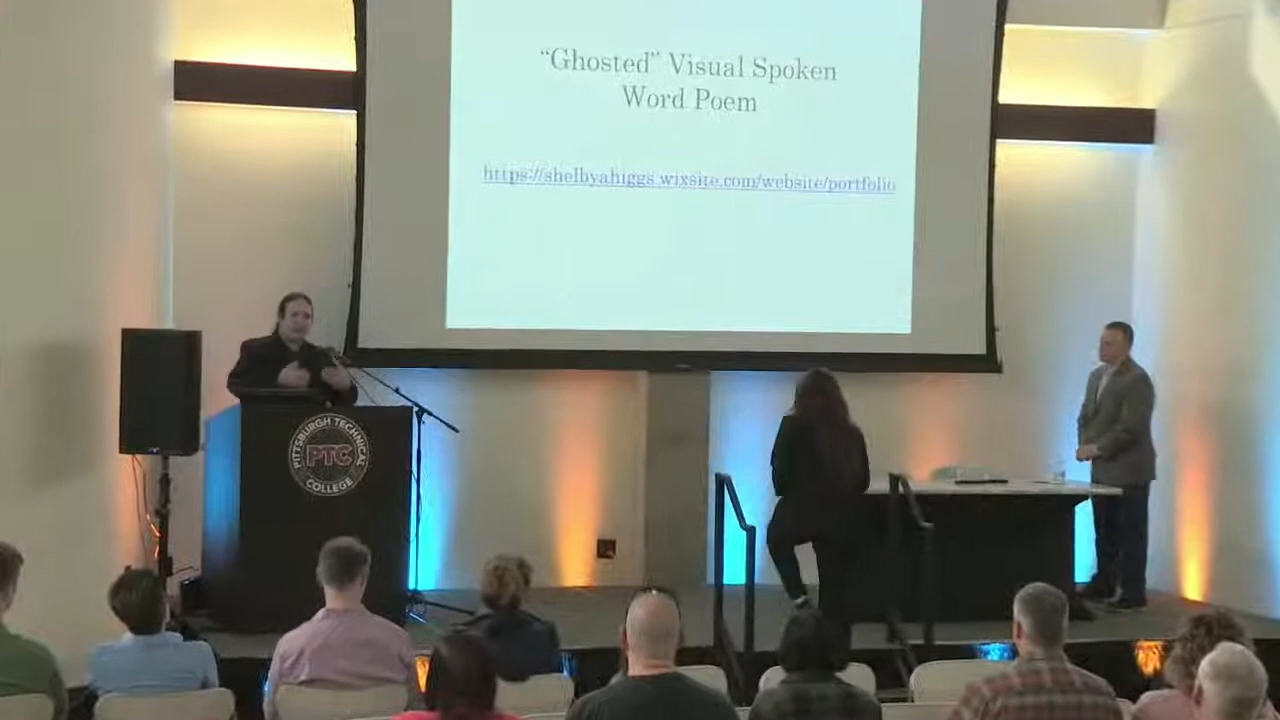 “Ghosted” Visual Spoken
Word Poem
https://shelbyahiggs.wixsite.com/website/portfolio
PITTSBURGH TECHNICAL
PTC
COLLEGE